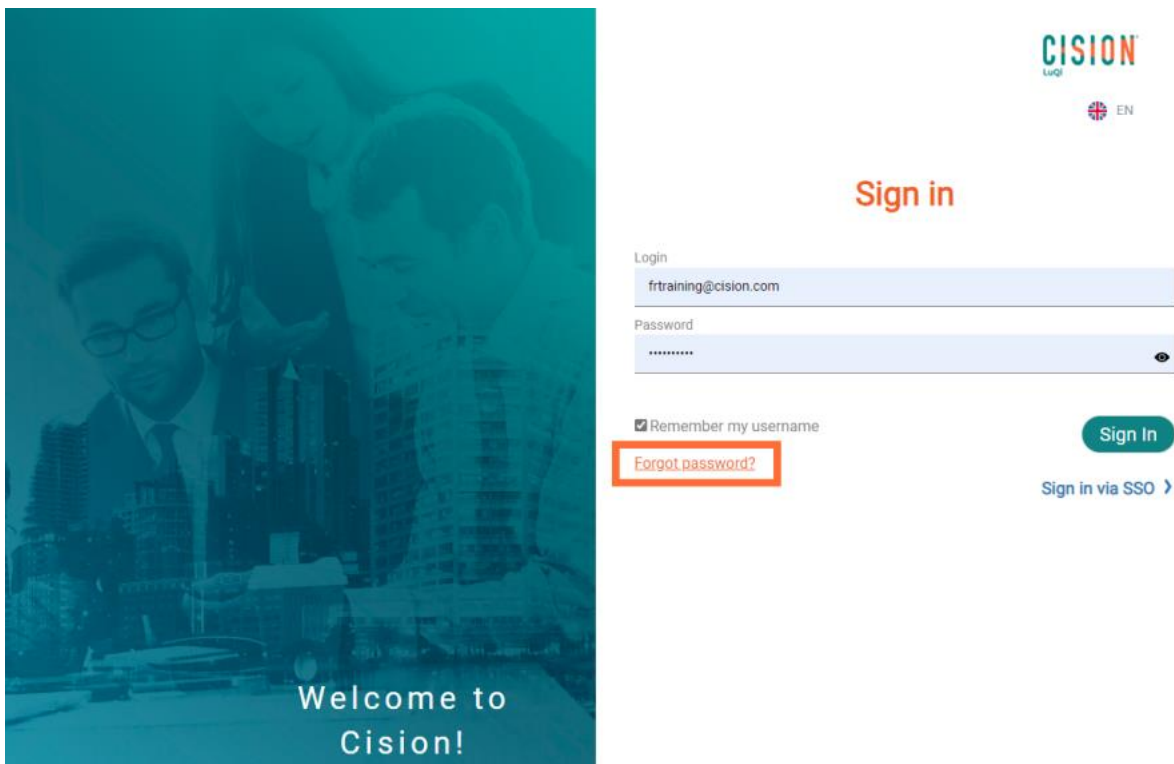 CISION
LuQi
EN
Sign in
Login
frtraining@cision.com
Password
••••••••••
Remember my username
Sign In
Forgot password?
Sign in via SSO
Welcome to
Cision!